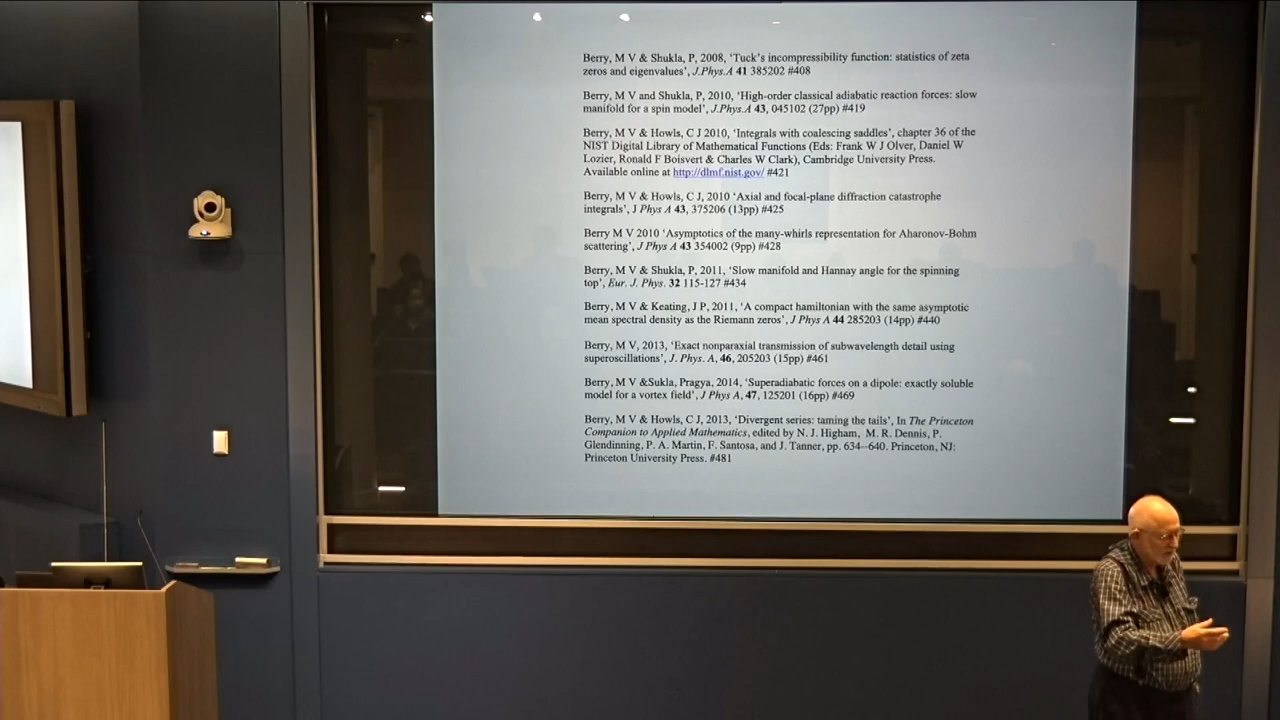 Berry, M V & Shukla, P, 2008, ‘Tuck's incompressibility function: statistics of zeta
zeros and eigenvalues’, J.Phys.A 41 385202 #408
Berry, M V and Shukla, P, 2010, ‘High-order classical adiabatic reaction forces: slow
manifold for a spin model’, J.Phys.A 43, 045102 (27pp) #419
Berry, M V & Howls, C J 2010, ‘Integrals with coalescing saddles’, chapter 36 of the
NIST Digital Library of Mathematical Functions (Eds: Frank W J Olver, Daniel W
Lozier, Ronald F Boisvert & Charles W Clark), Cambridge University Press.
Available online at http://dlmf.nist.gov/ #421
Berry, M V & Howls, C J, 2010 ‘Axial and focal-plane diffraction catastrophe
integrals’, J Phys A 43, 375206 (13pp) #425
Berry M V 2010 ‘Asymptotics of the many-whirls representation for Aharonov-Bohm
scattering’, J Phys A 43 354002 (9pp) #428
Berry, M V & Shukla, P, 2011, ‘Slow manifold and Hannay angle for the spinning
top’, Eur. J. Phys. 32 115-127 #434
Berry, M V & Keating, J P, 2011, ‘A compact hamiltonian with the same asymptotic
mean spectral density as the Riemann zeros’, J Phys A 44 285203 (14pp) #440
Berry, M V, 2013, ‘Exact nonparaxial transmission of subwavelength detail using
superoscillations’, J. Phys. A, 46, 205203 (15pp) #461
Berry, M V &Sukla, Pragya, 2014, ‘Superadiabatic forces on a dipole: exactly soluble
model for a vortex field’, J Phys A, 47, 125201 (16pp) #469
Berry, M V & Howls, C J, 2013, ‘Divergent series: taming the tails’, In The Princeton
Companion to Applied Mathematics, edited by N. J. Higham, M. R. Dennis, P.
Glendinning, P. A. Martin, F. Santosa, and J. Tanner, pp. 634--640. Princeton, NJ:
Princeton University Press. #481